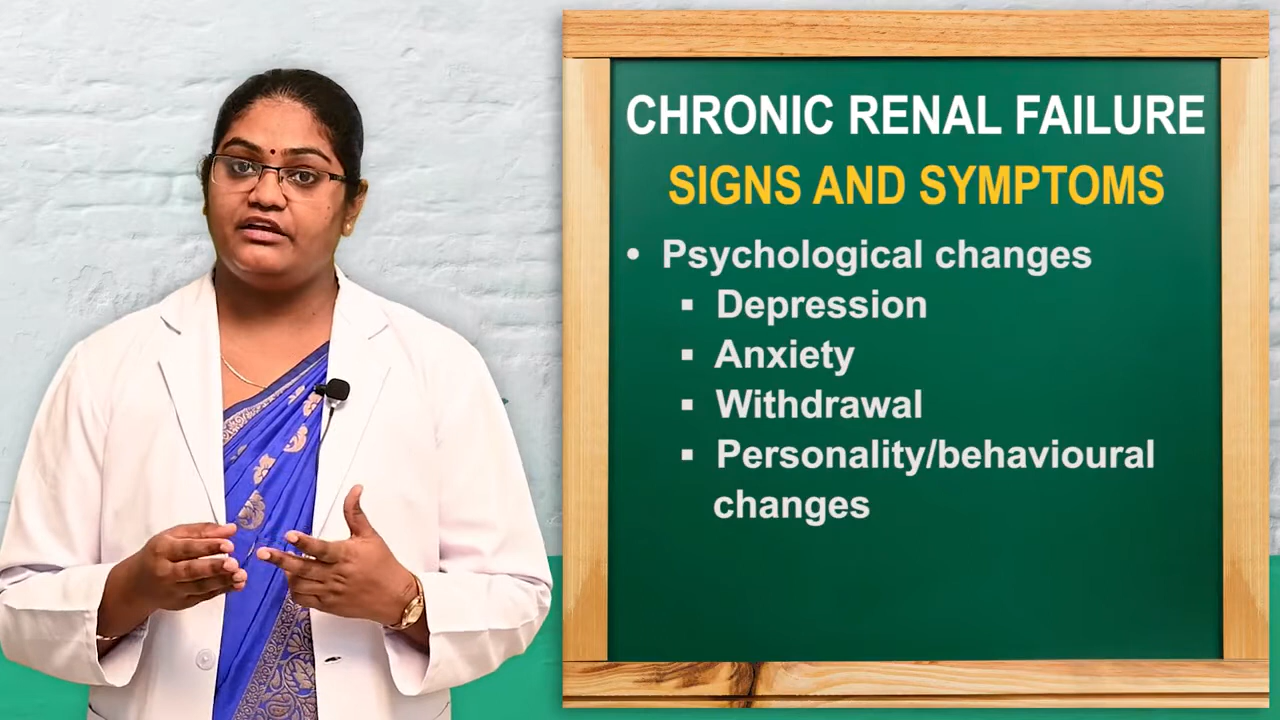 CHRONIC RENAL FAILURE
SIGNS AND SYMPTOMS
• Psychological changes
▪ Depression
▪ Anxiety
▪ Withdrawal
▪ Personality/behavioural
changes